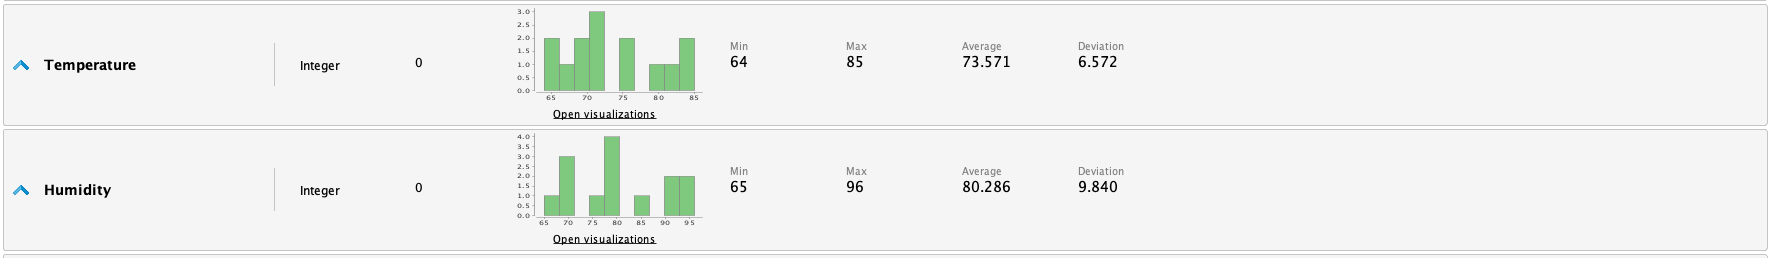 Temperature
Integer
0
3.0
2.5
2.0
1.5
1.0
0.5
0.0
65 70 75 80 85
Open visualizations
Min
64
Max
85
Average
73.571
Deviation
6.572
Humidity
Integer
0
4.0
3.5
3.0
2.5
2.0
1.5
1.0
0.5
0.0
65 70 75 80 85 90 95
Open visualizations
Min
65
Max
96
Average
80.286
Deviation
9.840